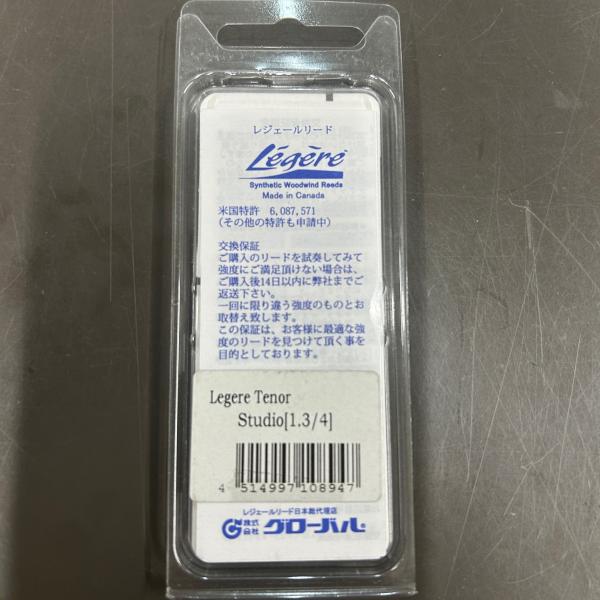 レジェールリード
Légère
Synthetic Woodwind Reeds
Made in Canada
米国特許 6,087,571
(その他の特許も申請中)
交換保証
ご購入のリードを試奏してみて
強度にご満足頂けない場合は、
ご購入後14日以内に弊社までご
返送下さい。
一回に限り違う強度のものとお
取替え致します。
この保証は、お客様に最適な強
度のリードを見つけて頂く事を
目的としております。
Legere Tenor
Studio[1.3/4]
4 514997 108947
レジェールリード日本総代理店
株式会社 グローバル